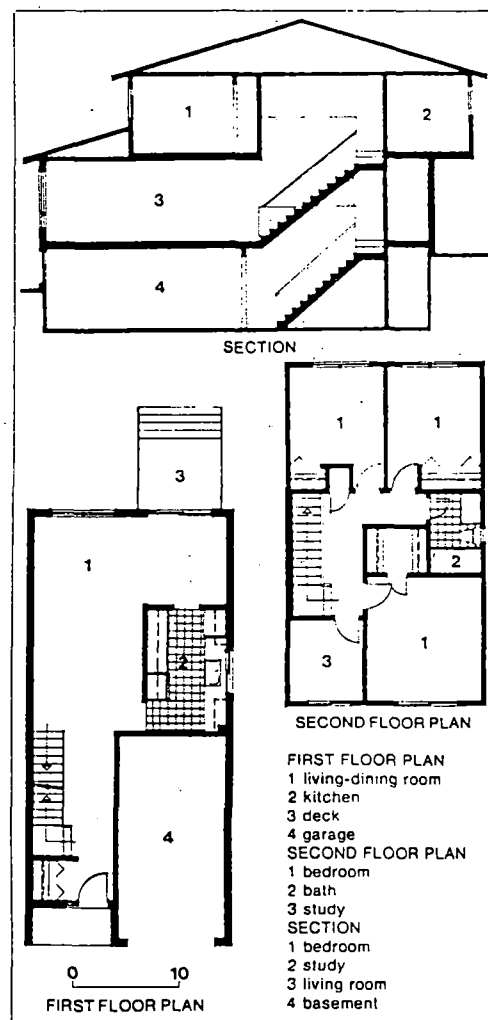 1
2
3
4
SECTION
1
1
2
3
1
SECOND FLOOR PLAN
3
1
2
4
0 10
FIRST FLOOR PLAN
FIRST FLOOR PLAN
1 living-dining room
2 kitchen
3 deck
4 garage
SECOND FLOOR PLAN
1 bedroom
2 bath
3 study
SECTION
1 bedroom
2 study
3 living room
4 basement